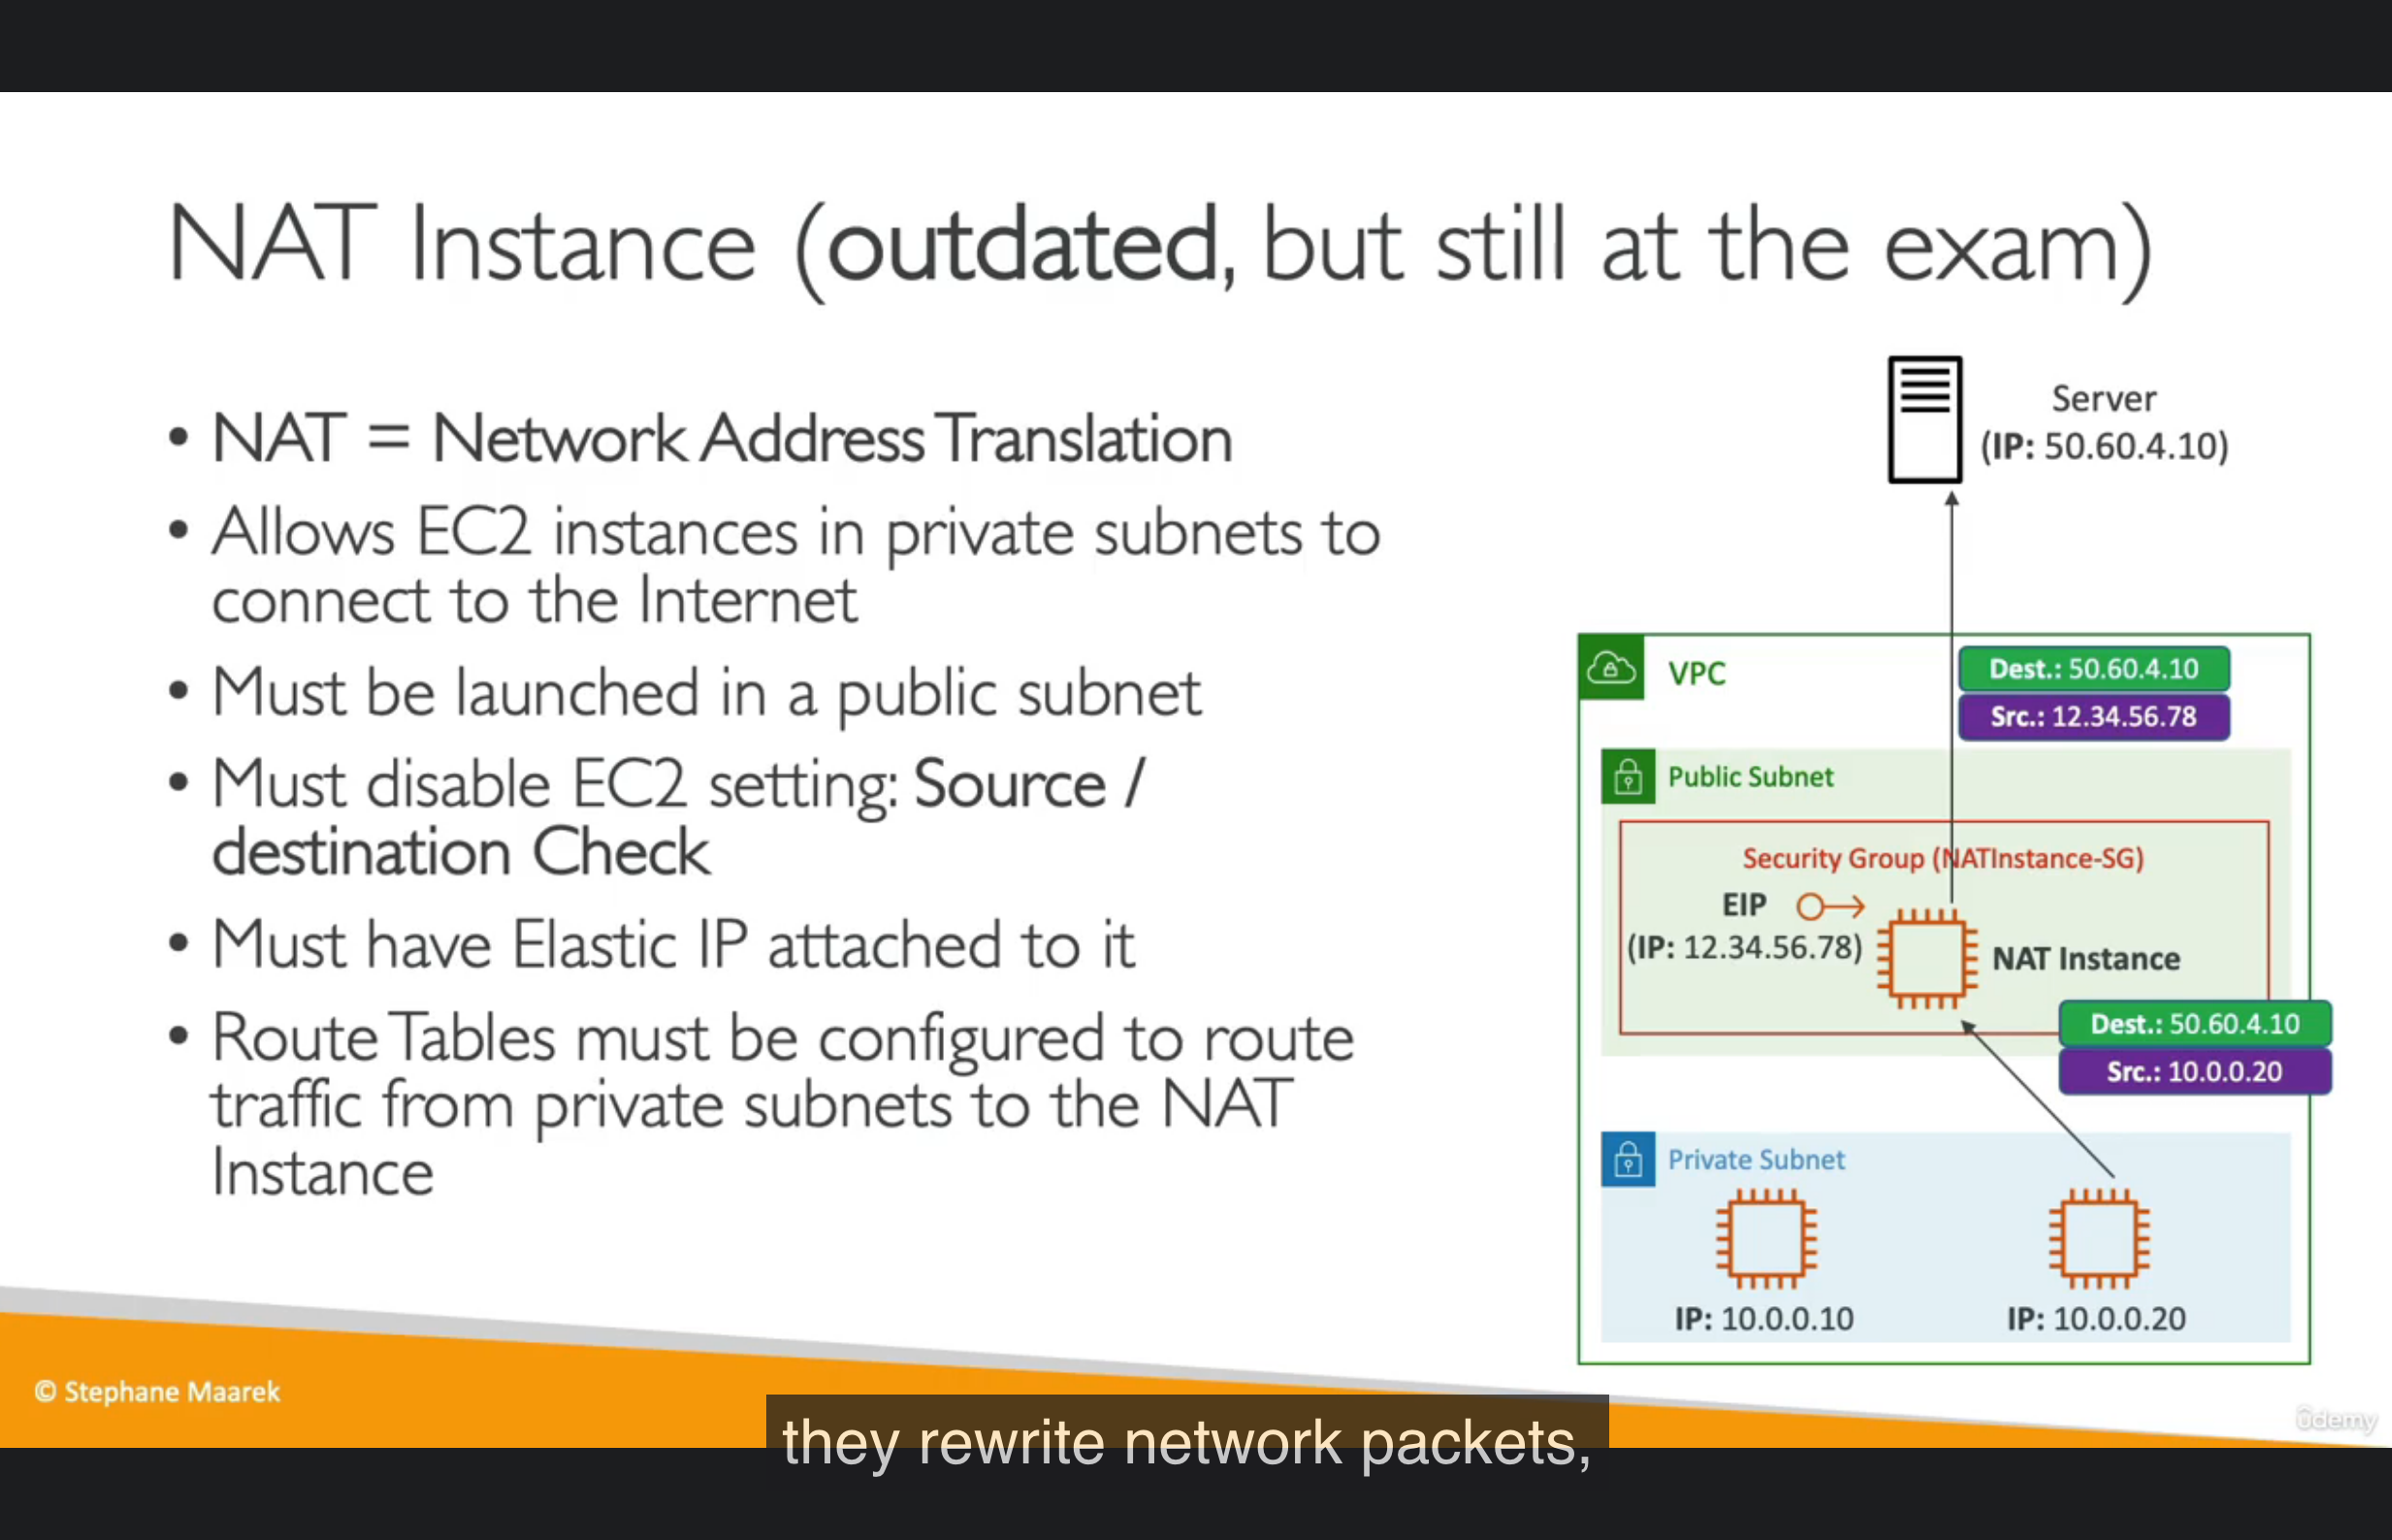 NAT Instance (outdated, but still at the exam)
• NAT = Network Address Translation
• Allows EC2 instances in private subnets to
connect to the Internet
• Must be launched in a public subnet
• Must disable EC2 setting: Source /
destination Check
• Must have Elastic IP attached to it
• Route Tables must be configured to route
traffic from private subnets to the NAT
Instance
Server
(IP: 50.60.4.10)
VPC
Dest.: 50.60.4.10
Src.: 12.34.56.78
Public Subnet
Security Group (NATInstance-SG)
EIP
(IP: 12.34.56.78)
NAT Instance
Dest.: 50.60.4.10
Src.: 10.0.0.20
Private Subnet
IP: 10.0.0.10
IP: 10.0.0.20
© Stephane Maarek
they rewrite network packets,
ûdemy